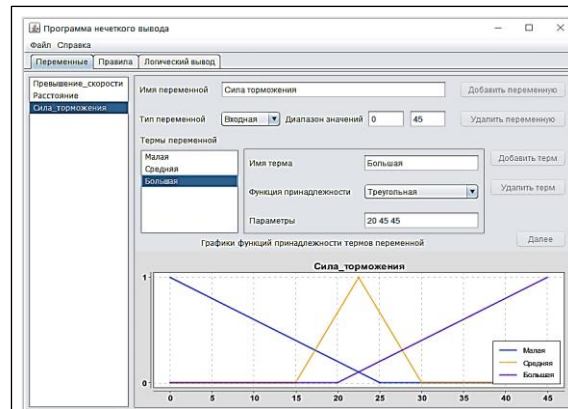 Программа нечеткого вывода
Файл Справка
Переменные Правила Логический вывод
Превышение_скорости
Расстояние
Сила_торможения
Имя переменной Сила торможения Добавить переменную
Тип переменной Входная Диапазон значений 0 45 Удалить переменную
Термы переменной
Малая
Средняя
Большая
Имя терма Большая Добавить терм
Функция принадлежности Треугольная Удалить терм
Параметры 20 45 45
Далее
Графики функций принадлежности термов переменной
Сила_торможения
1
0
Малая
Средняя
Большая
0 5 10 15 20 25 30 35 40 45